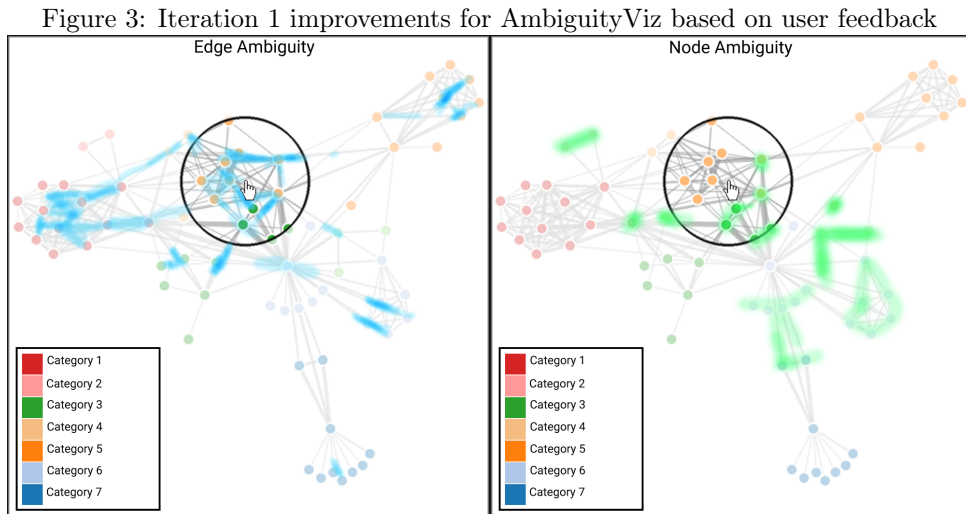 Figure 3: Iteration 1 improvements for AmbiguityViz based on user feedback
Edge Ambiguity
Category 1
Category 2
Category 3
Category 4
Category 5
Category 6
Category 7
Node Ambiguity
Category 1
Category 2
Category 3
Category 4
Category 5
Category 6
Category 7